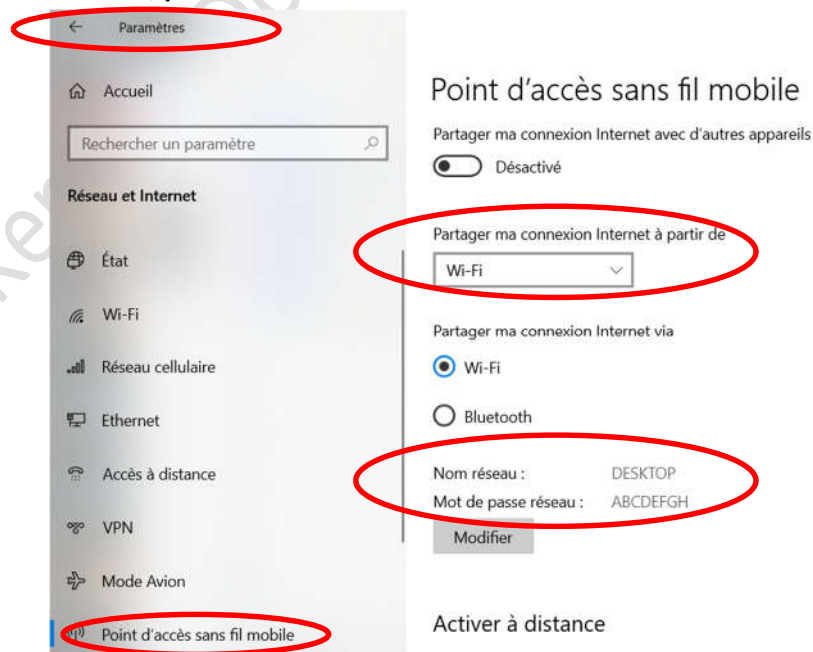 Paramètres
Accueil
Rechercher un paramètre
Réseau et Internet
État
Wi-Fi
Réseau cellulaire
Ethernet
Accès à distance
VPN
Mode Avion
Point d'accès sans fil mobile
Point d'accès sans fil mobile
Partager ma connexion Internet avec d'autres appareils
Désactivé
Partager ma connexion Internet à partir de
Wi-Fi
Partager ma connexion Internet via
Wi-Fi
Bluetooth
Nom réseau : DESKTOP
Mot de passe réseau : ABCDEFGH
Modifier
Activer à distance